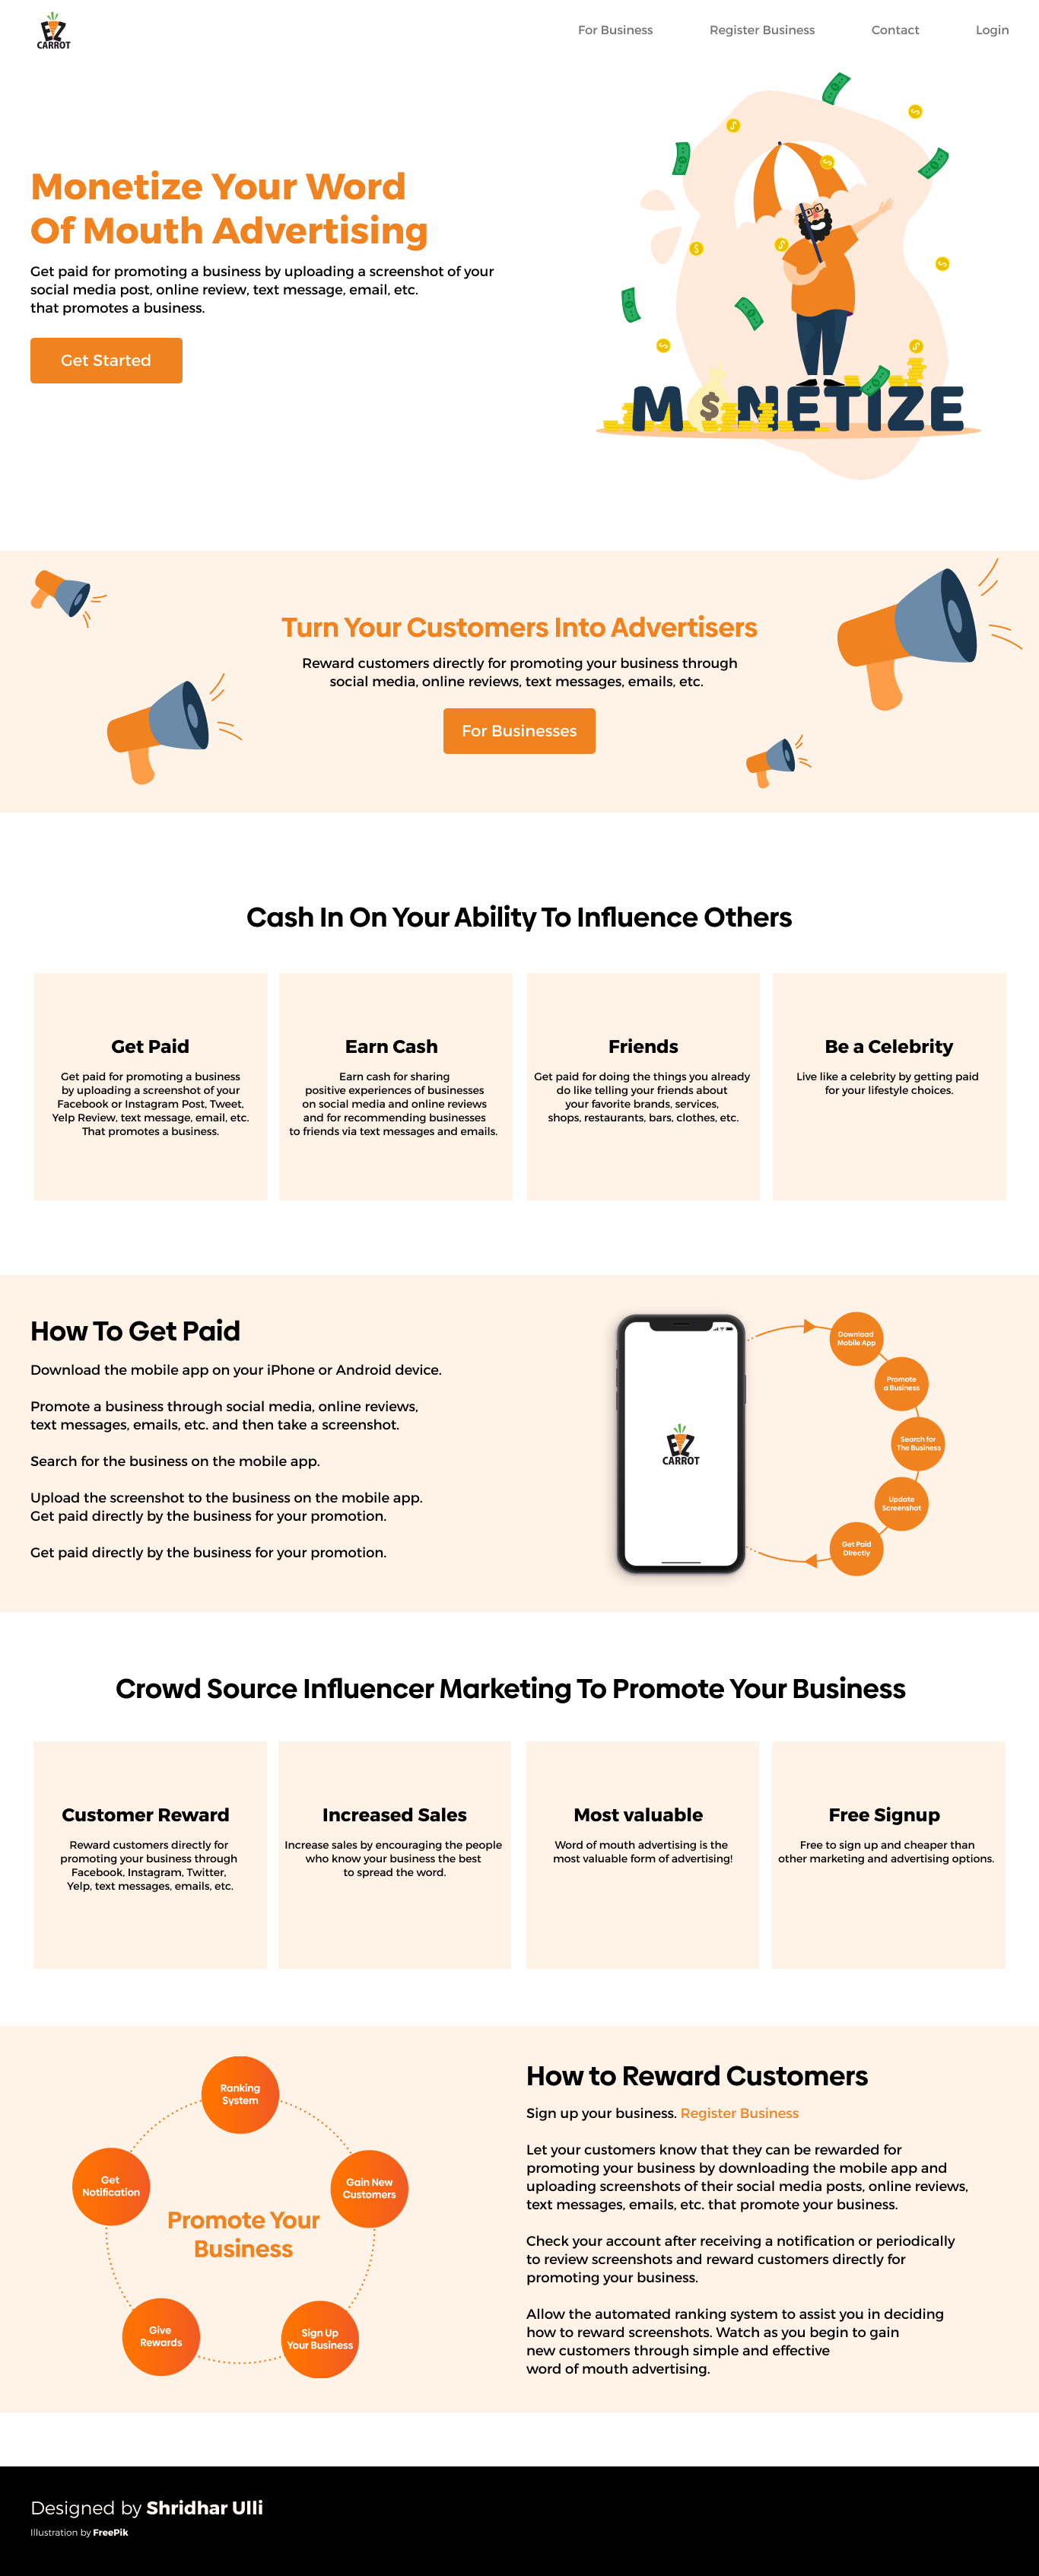 EZ
CARROT
For Business
Register Business
Contact
Login
Monetize Your Word
Of Mouth Advertising
Get paid for promoting a business by uploading a screenshot of your
social media post, online review, text message, email, etc.
that promotes a business.
Get Started
M$NETIZE
Turn Your Customers Into Advertisers
Reward customers directly for promoting your business through
social media, online reviews, text messages, emails, etc.
For Businesses
Cash In On Your Ability To Influence Others
Get Paid
Get paid for promoting a business
by uploading a screenshot of your
Facebook or Instagram Post, Tweet,
Yelp Review, text message, email, etc.
That promotes a business.
Earn Cash
Earn cash for sharing
positive experiences of businesses
on social media and online reviews
and for recommending businesses
to friends via text messages and emails.
Friends
Get paid for doing the things you already
do like telling your friends about
your favorite brands, services,
shops, restaurants, bars, clothes, etc.
Be a Celebrity
Live like a celebrity by getting paid
for your lifestyle choices.
How To Get Paid
Download the mobile app on your iPhone or Android device.
Promote a business through social media, online reviews,
text messages, emails, etc. and then take a screenshot.
Search for the business on the mobile app.
Upload the screenshot to the business on the mobile app.
Get paid directly by the business for your promotion.
Get paid directly by the business for your promotion.
EZ
CARROT
Download
Mobile App
Promote
a Business
Search for
The Business
Update
Screenshot
Get Paid
Directly
Crowd Source Influencer Marketing To Promote Your Business
Customer Reward
Reward customers directly for
promoting your business through
Facebook, Instagram, Twitter,
Yelp, text messages, emails, etc.
Increased Sales
Increase sales by encouraging the people
who know your business the best
to spread the word.
Most valuable
Word of mouth advertising is the
most valuable form of advertising!
Free Signup
Free to sign up and cheaper than
other marketing and advertising options.
Ranking
System
Get
Notification
Gain New
Customers
Promote Your
Business
Give
Rewards
Sign Up
Your Business
How to Reward Customers
Sign up your business. Register Business
Let your customers know that they can be rewarded for
promoting your business by downloading the mobile app and
uploading screenshots of their social media posts, online reviews,
text messages, emails, etc. that promote your business.
Check your account after receiving a notification or periodically
to review screenshots and reward customers directly for
promoting your business.
Allow the automated ranking system to assist you in deciding
how to reward screenshots. Watch as you begin to gain
new customers through simple and effective
word of mouth advertising.
Designed by Shridhar Ulli
Illustration by FreePik